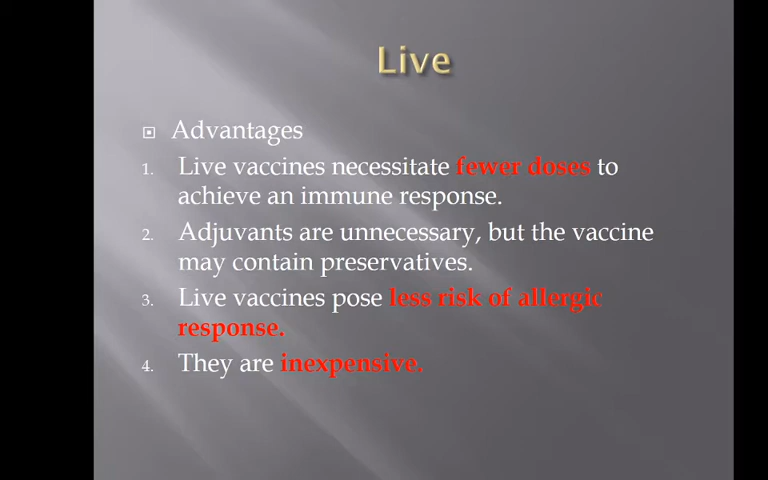 Live
Advantages
1. Live vaccines necessitate fewer doses to
achieve an immune response.
2. Adjuvants are unnecessary, but the vaccine
may contain preservatives.
3. Live vaccines pose less risk of allergic
response.
4. They are inexpensive.